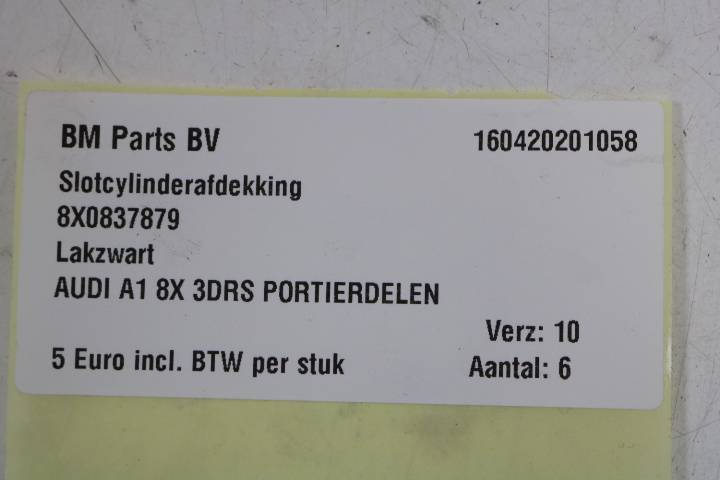 BM Parts BV 160420201058
Slotcylinderafdekking
8X0837879
Lakzwart
AUDI A1 8X 3DRS PORTIERDELEN
Verz: 10
5 Euro incl. BTW per stuk Aantal: 6